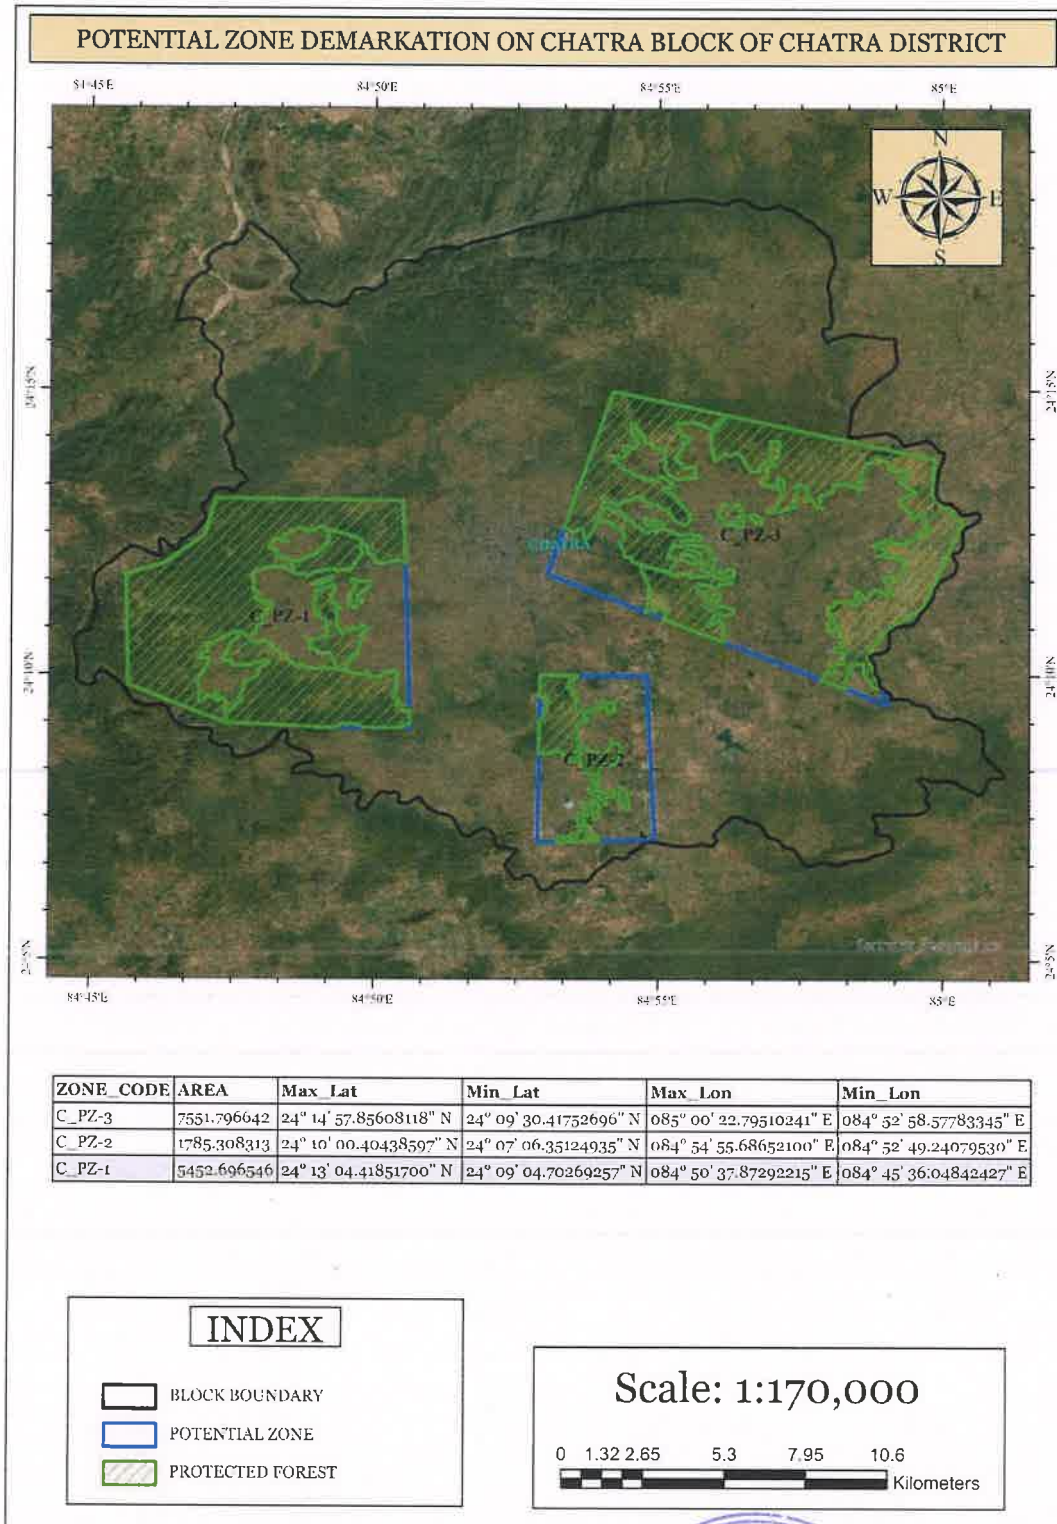 POTENTIAL ZONE DEMARKATION ON CHATRA BLOCK OF CHATRA DISTRICT
84°45'E 84°50'E 84°55'E 85°E
N
W E
S
24°15'N 24°15'N
CHATRA
C_PZ-3
C_PZ-1
24°10'N 24°10'N
C_PZ-2
24°5'N 24°5'N
84°45'E 84°50'E 84°55'E 85°E
ZONE_CODE AREA Max_Lat Min_Lat Max_Lon Min_Lon
C_PZ-3 7551.796642 24° 14' 57.85608118" N 24° 09' 30.41752696" N 085° 00' 22.79510241" E 084° 52' 58.57783345" E
C_PZ-2 1785.308313 24° 10' 00.40438597" N 24° 07' 06.35124935" N 084° 54' 55.68652100" E 084° 52' 49.24079530" E
C_PZ-1 5452.696546 24° 13' 04.41851700" N 24° 09' 04.70269257" N 084° 50' 37.87292215" E 084° 45' 36.04842427" E
INDEX
BLOCK BOUNDARY
POTENTIAL ZONE
PROTECTED FOREST
Scale: 1:170,000
0 1.32 2.65 5.3 7.95 10.6
Kilometers